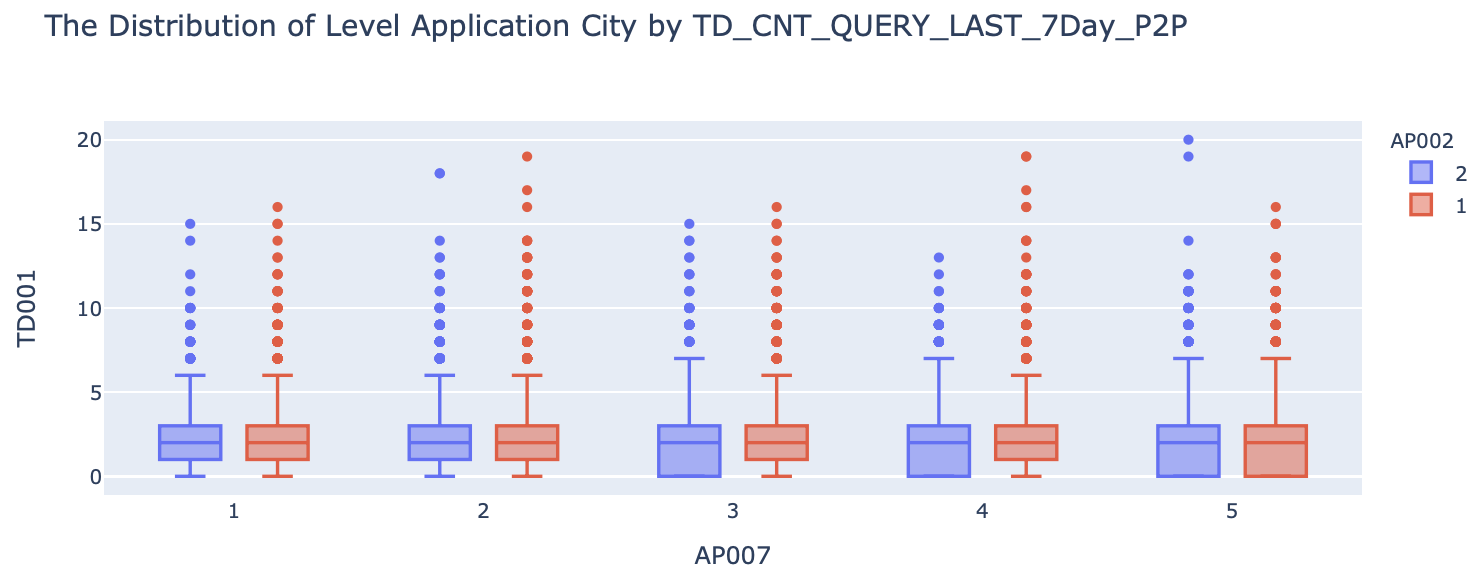 The Distribution of Level Application City by TD_CNT_QUERY_LAST_7Day_P2P
AP002
2
1
TD001
20
15
10
5
0
1 2 3 4 5
AP007